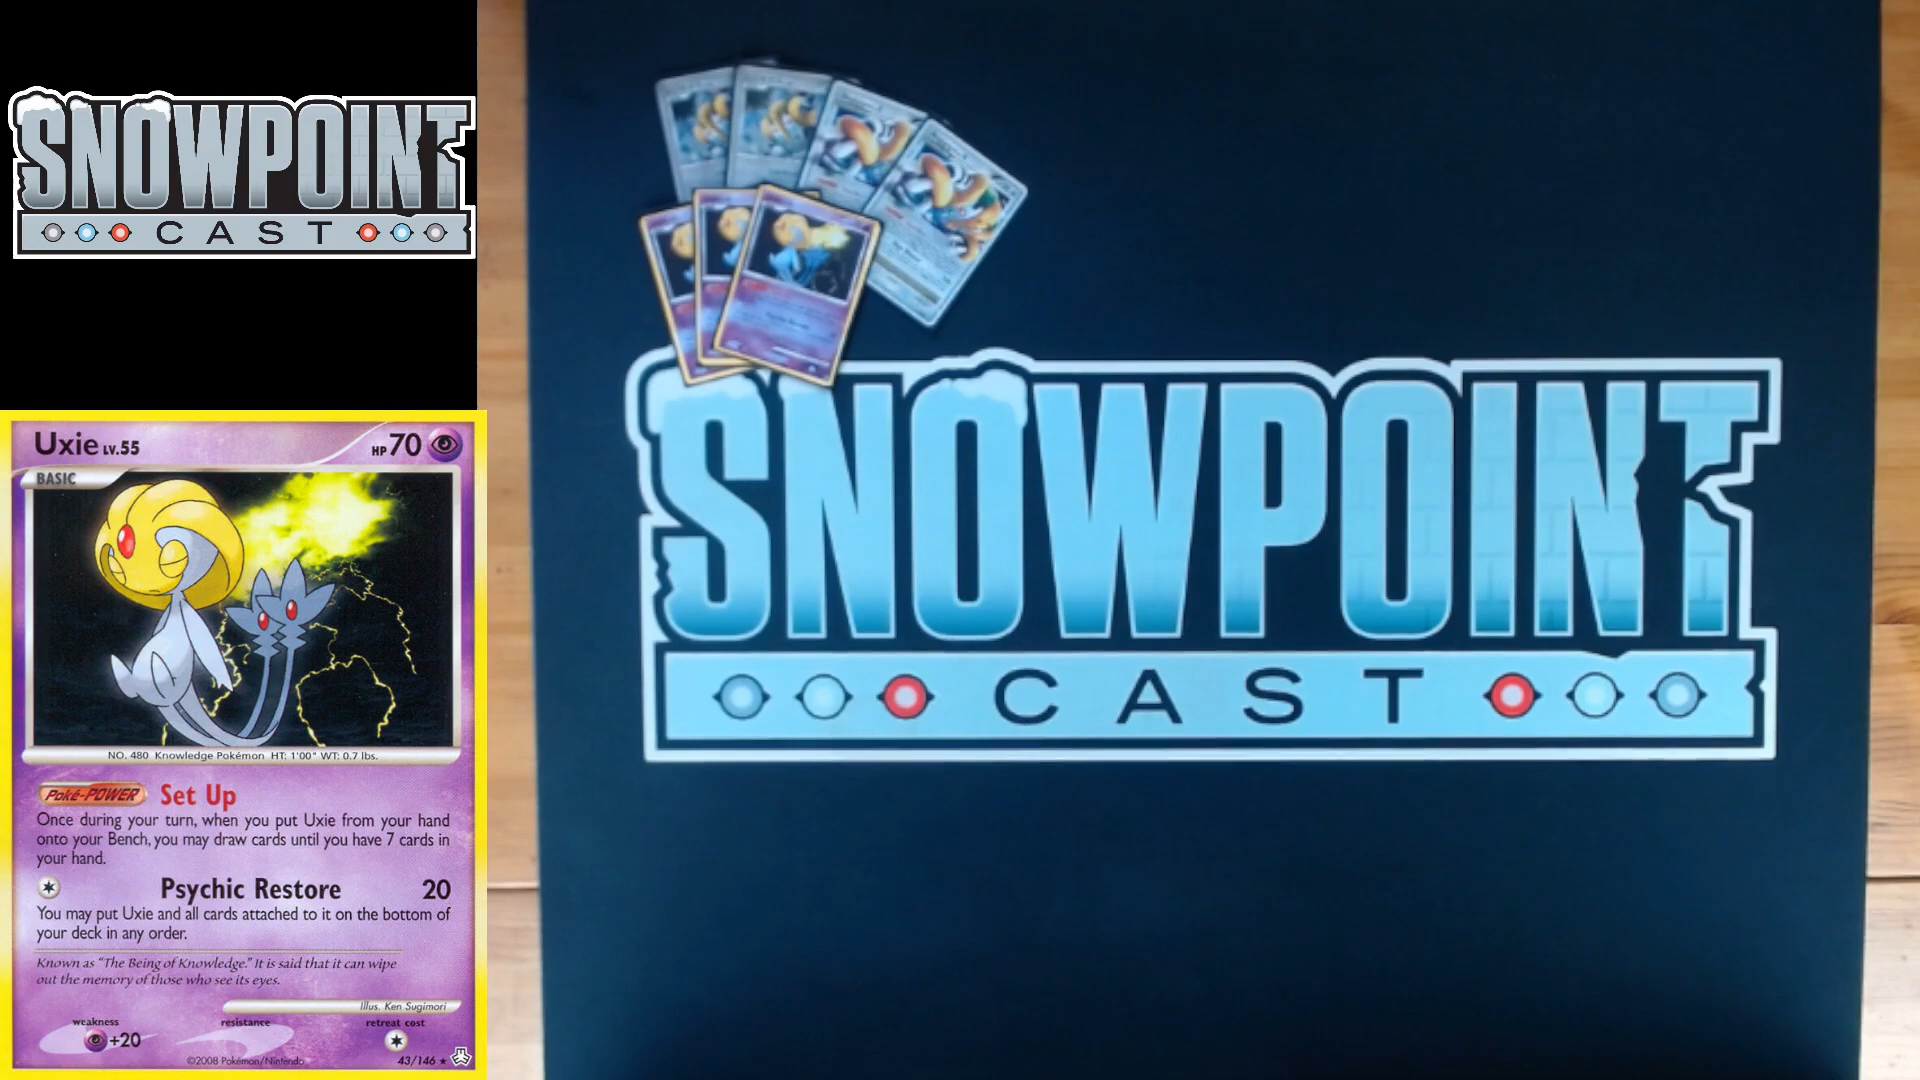 SNOWPOINT
CAST
Uxie LV.55
HP 70
BASIC
NO. 480 Knowledge Pokémon HT: 1'00" WT: 0.7 lbs.
Poké-POWER Set Up
Once during your turn, when you put Uxie from your hand
onto your Bench, you may draw cards until you have 7 cards in
your hand.
Psychic Restore 20
You may put Uxie and all cards attached to it on the bottom of
your deck in any order.
Known as "The Being of Knowledge." It is said that it can wipe
out the memory of those who see its eyes.
Illus. Ken Sugimori
weakness resistance retreat cost
+20
©2008 Pokémon/Nintendo
43/146
SNOWPOINT
CAST